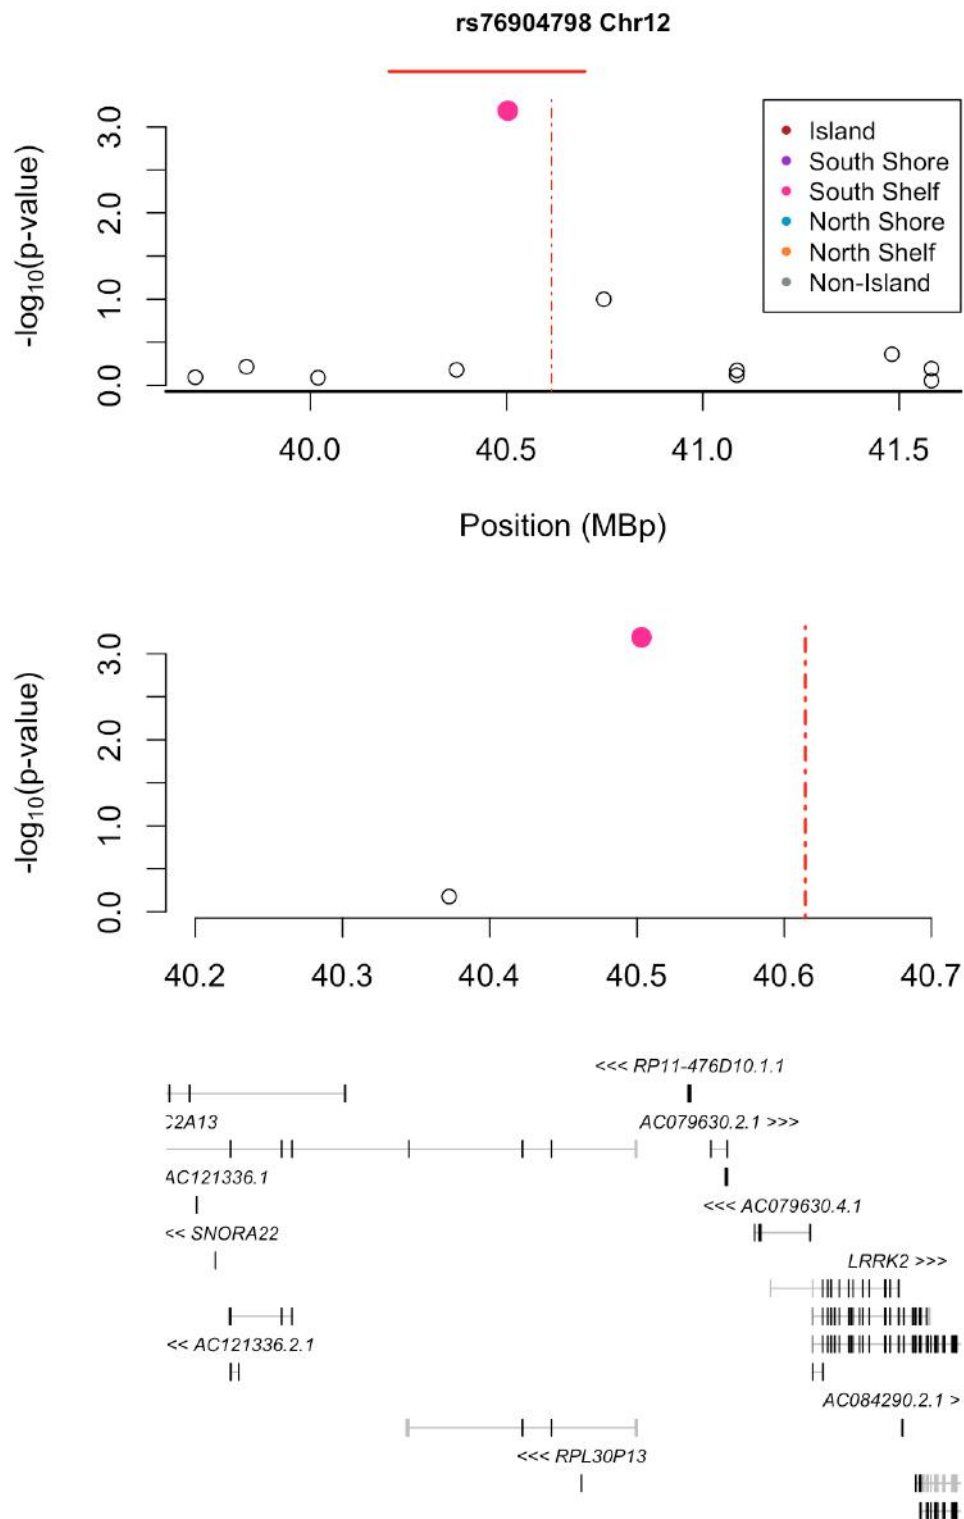 rs76904798 Chr12
-log10(p-value)
3.0
2.0
1.0
0.0
Island
South Shore
South Shelf
North Shore
North Shelf
Non-Island
40.0 40.5 41.0 41.5
Position (MBp)
-log10(p-value)
3.0
2.0
1.0
0.0
40.2 40.3 40.4 40.5 40.6 40.7
<<< RP11-476D10.1.1
C2A13
AC079630.2.1 >>>
AC121336.1
<<< AC079630.4.1
<< SNORA22
LRRK2 >>>
<< AC121336.2.1
AC084290.2.1 >
<<< RPL30P13